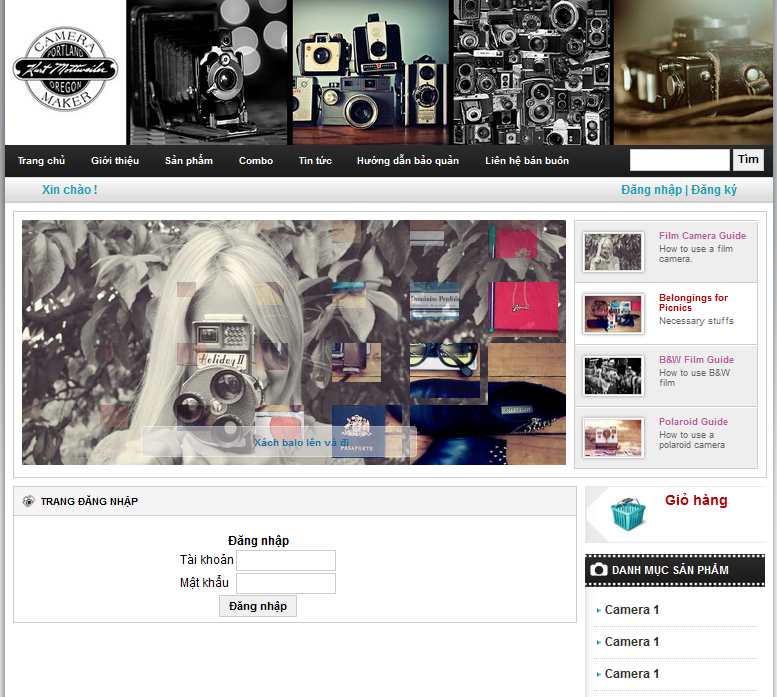 CAMERA
PORTLAND
Kurt Mottweiler
OREGON
MAKER
Trang chủ
Giới thiệu
Sản phẩm
Combo
Tin tức
Hướng dẫn bảo quản
Liên hệ bán buôn
Tìm
Xin chào !
Đăng nhập | Đăng ký
Holiday II
Dominios Perdidos
PASAPORTE
Xách balo lên và đi
Film Camera Guide
How to use a film
camera.
Belongings for
Picnics
Necessary stuffs
B&W Film Guide
How to use B&W
film
Polaroid Guide
How to use a
polaroid camera
TRANG ĐĂNG NHẬP
Đăng nhập
Tài khoản
Mật khẩu
Đăng nhập
Giỏ hàng
DANH MỤC SẢN PHẨM
Camera 1
Camera 1
Camera 1